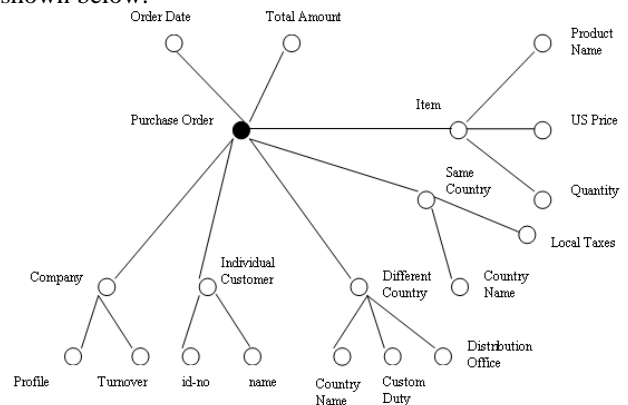 shown below:
Order Date
Total Amount
Product
Name
Item
Purchase Order
US Price
Same
Country
Quantity
Local Taxes
Individual
Customer
Company
Different
Country
Country
Name
Distribution
Office
Profile
Turnover
id-no
name
Country
Name
Custom
Duty